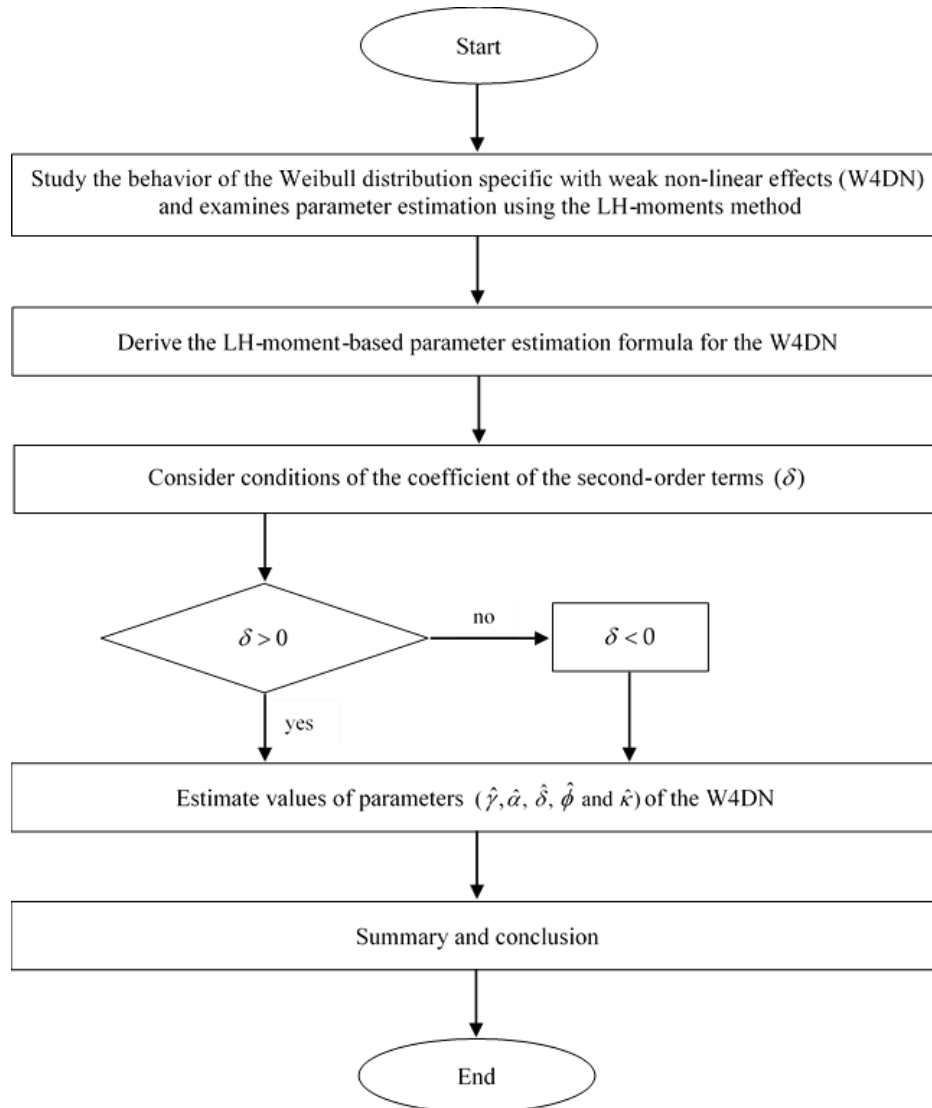 Start
Study the behavior of the Weibull distribution specific with weak non-linear effects (W4DN)
and examines parameter estimation using the LH-moments method
Derive the LH-moment-based parameter estimation formula for the W4DN
Consider conditions of the coefficient of the second-order terms (δ)
δ > 0
no
δ < 0
yes
Estimate values of parameters (γ̂, α̂, δ̂, ϕ̂ and κ̂) of the W4DN
Summary and conclusion
End